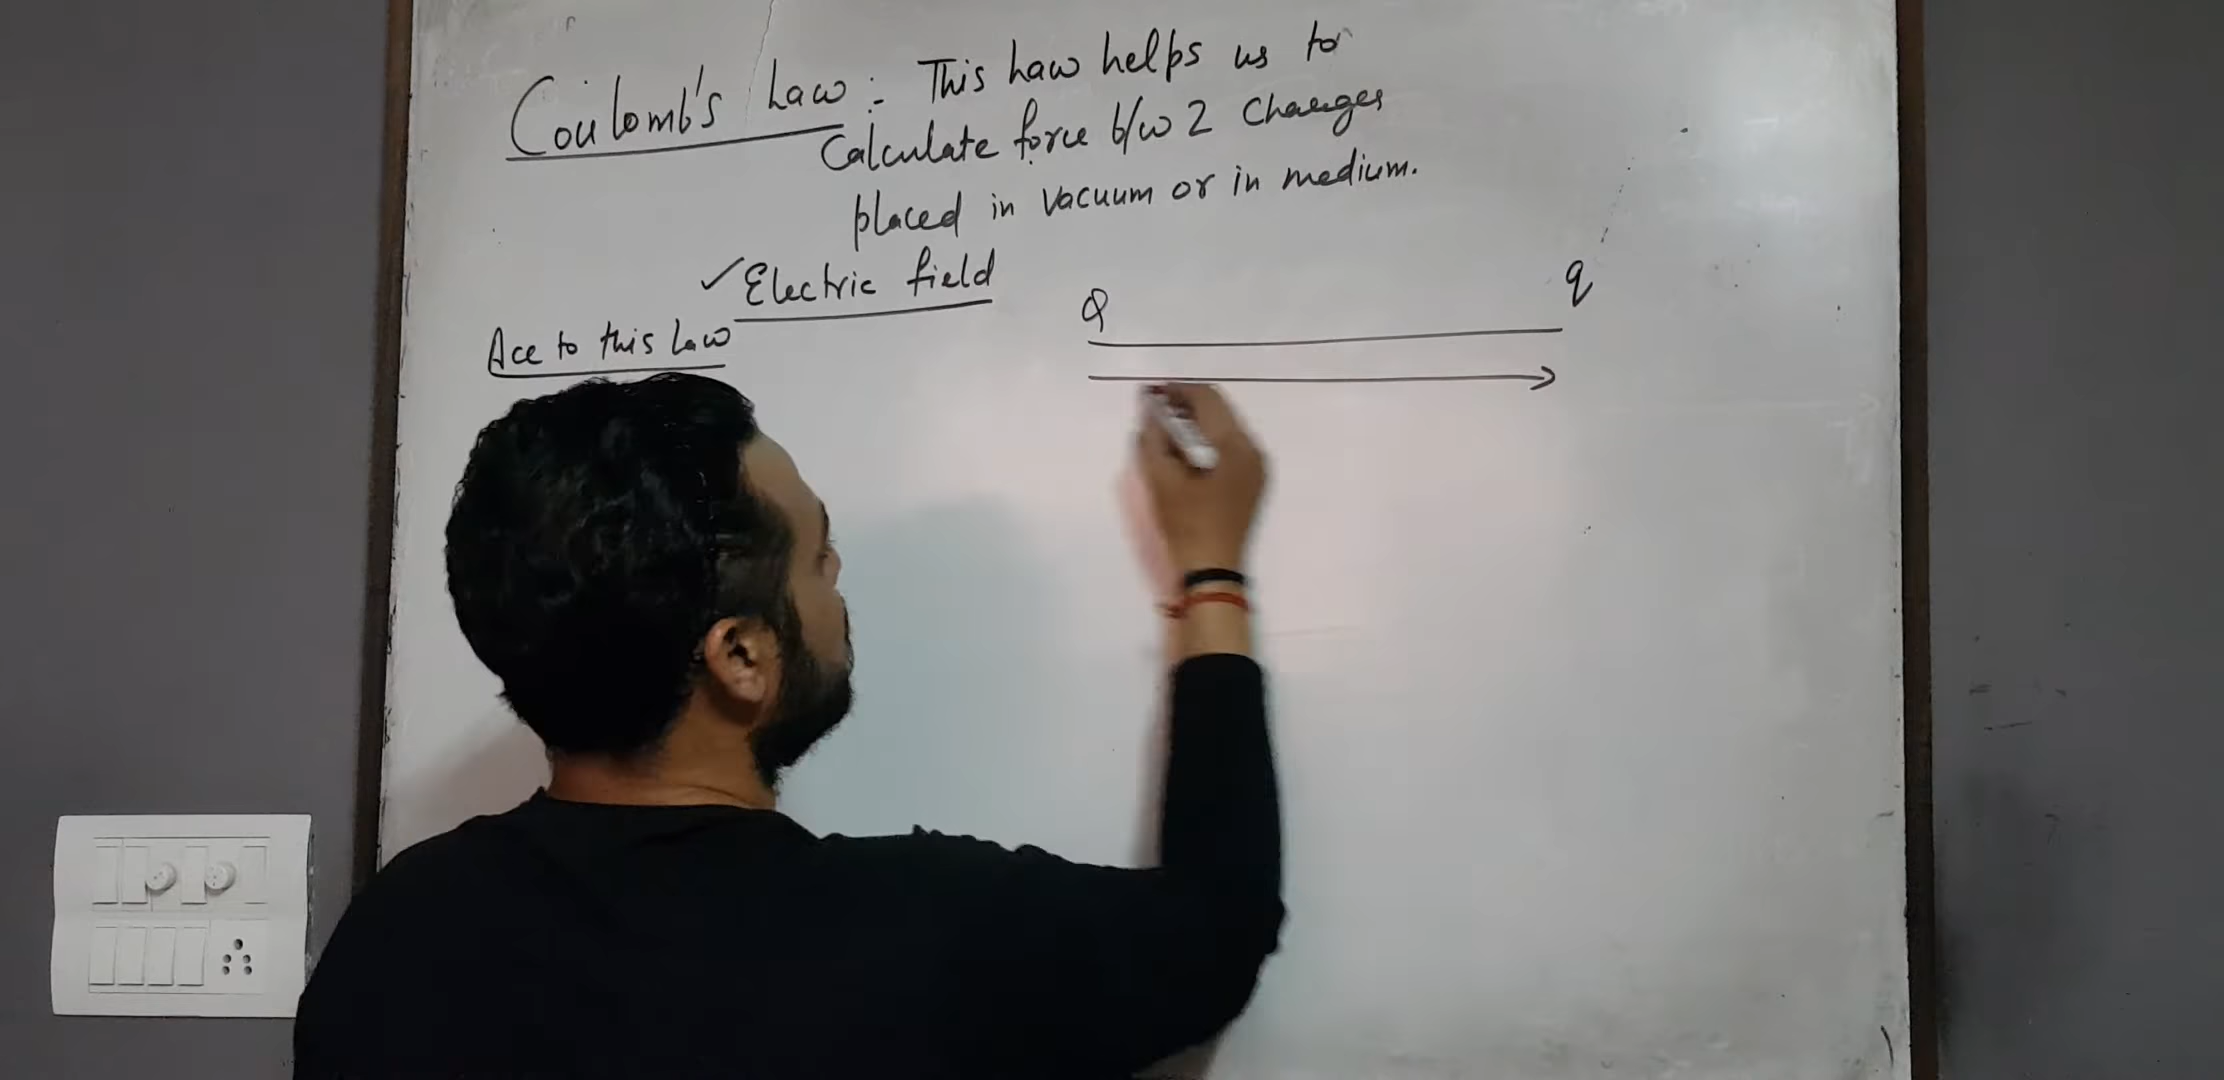 Coulomb's Law :- This Law helps us to
Calculate force b/w 2 Charges
placed in Vacuum or in medium.
✓ Electric field
Acc to this Law
Q
q